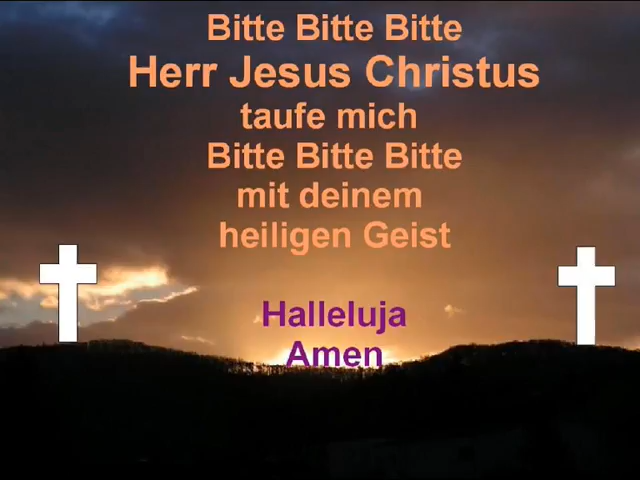 Bitte Bitte Bitte
Herr Jesus Christus
taufe mich
Bitte Bitte Bitte
mit deinem
heiligen Geist
Halleluja
Amen